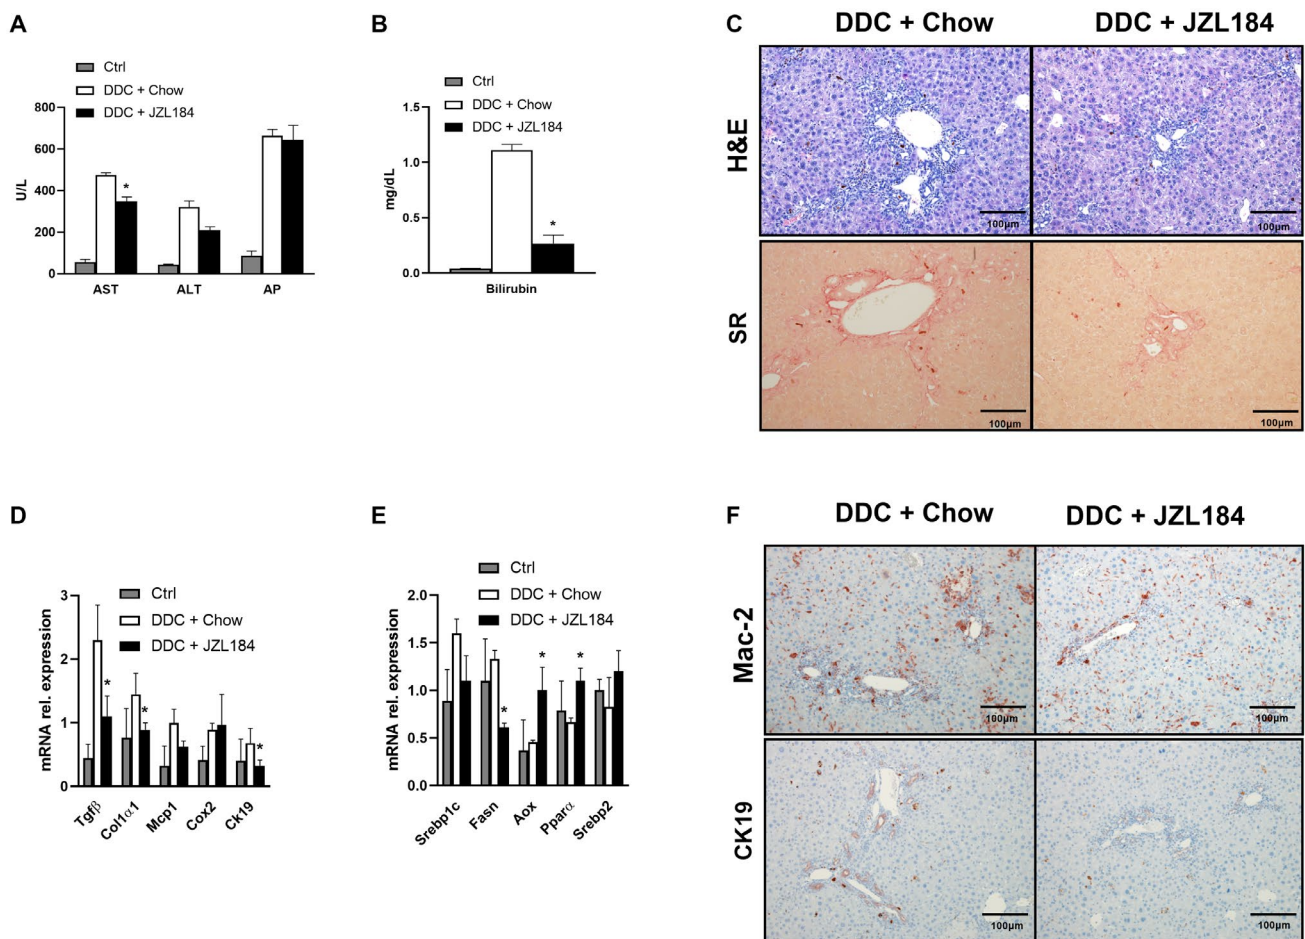 A
Ctrl
DDC + Chow
DDC + JZL184
800
600
400
200
0
U/L
*
AST
ALT
AP
B
Ctrl
DDC + Chow
DDC + JZL184
1.5
1.0
0.5
0.0
mg/dL
*
Bilirubin
C
DDC + Chow
DDC + JZL184
H&E
100µm
100µm
SR
100µm
100µm
D
Ctrl
DDC + Chow
DDC + JZL184
3
2
1
0
mRNA rel. expression
*
*
*
Tgfβ
Col1α1
Mcp1
Cox2
Ck19
E
Ctrl
DDC + Chow
DDC + JZL184
2.0
1.5
1.0
0.5
0.0
mRNA rel. expression
*
*
*
Srebp1c
Fasn
Aox
Pparα
Srebp2
F
DDC + Chow
DDC + JZL184
Mac-2
100µm
100µm
CK19
100µm
100µm